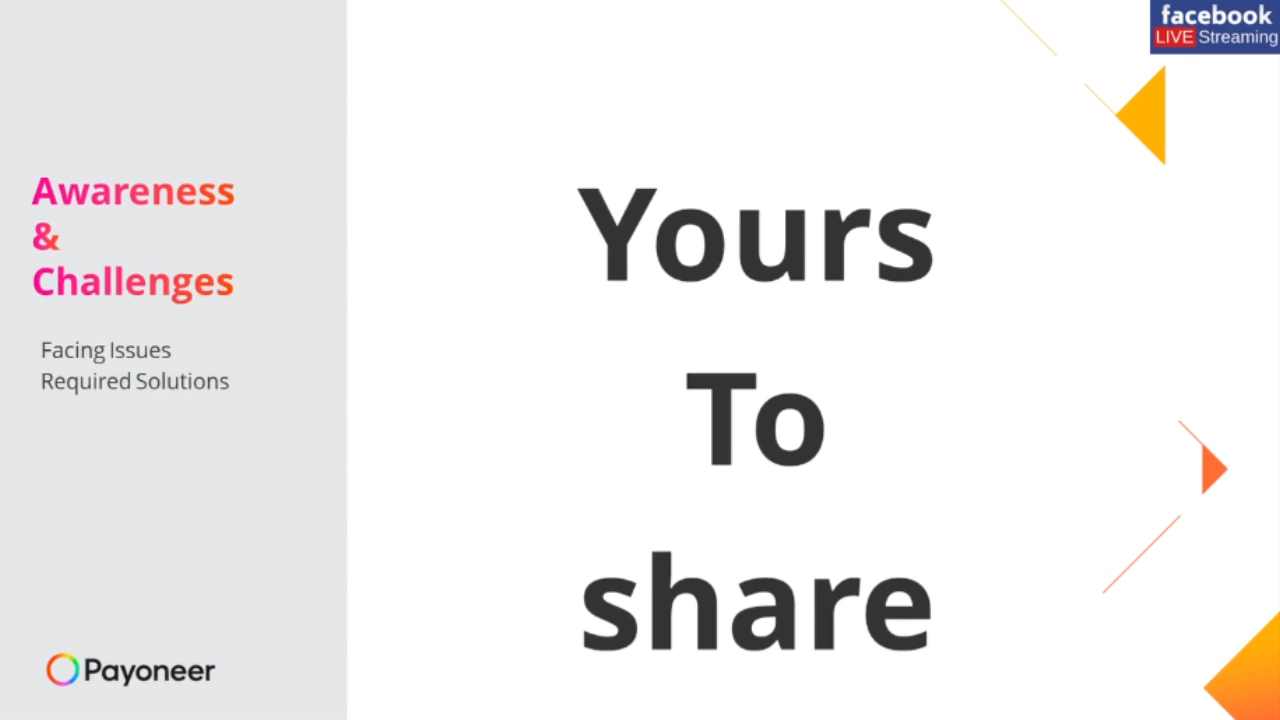 Awareness
&
Challenges
Facing Issues
Required Solutions
Payoneer
Yours
To
share
facebook
LIVE Streaming